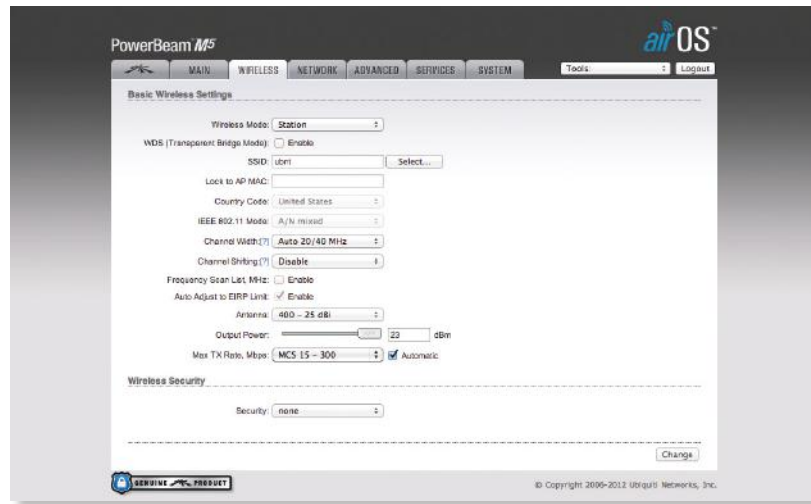 PowerBeam M5
airOS
MAIN WIRELESS NETWORK ADVANCED SERVICES SYSTEM Tools: Logout
Basic Wireless Settings
Wireless Mode: Station
WDS (Transparent Bridge Mode): Enable
SSID: ubnt Select...
Lock to AP MAC:
Country Code: United States
IEEE 802.11 Mode: A/N mixed
Channel Width:[?] Auto 20/40 MHz
Channel Shifting:[?] Disable
Frequency Scan List, MHz: Enable
Auto Adjust to EIRP Limit: Enable
Antenna: 400 - 25 dBi
Output Power: 23 dBm
Max TX Rate, Mbps: MCS 15 - 300 Automatic
Wireless Security
Security: none
Change
GENUINE PRODUCT
© Copyright 2006-2012 Ubiquiti Networks, Inc.